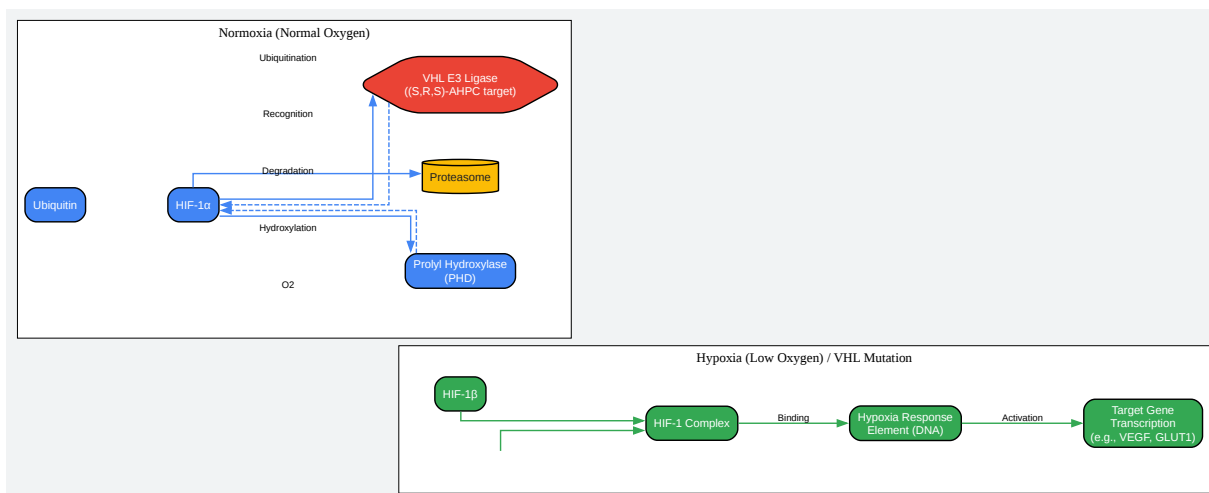 Normoxia (Normal Oxygen)
Ubiquitination
VHL E3 Ligase
((S,R,S)-AHPC target)
Recognition
Degradation
Proteasome
Ubiquitin
HIF-1α
Hydroxylation
Prolyl Hydroxylase
(PHD)
O2
Hypoxia (Low Oxygen) / VHL Mutation
HIF-1β
HIF-1 Complex
Binding
Hypoxia Response
Element (DNA)
Activation
Target Gene
Transcription
(e.g., VEGF, GLUT1)